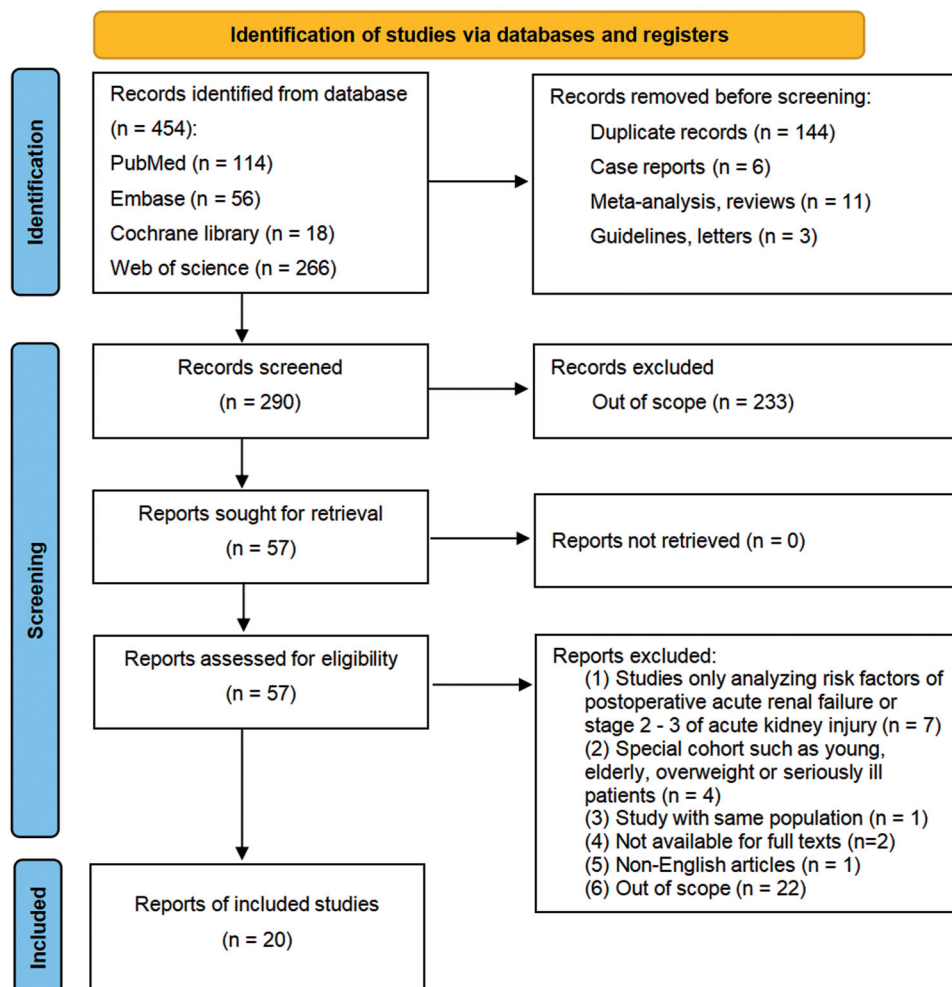 Identification of studies via databases and registers
Identification
Records identified from database
(n = 454):
PubMed (n = 114)
Embase (n = 56)
Cochrane library (n = 18)
Web of science (n = 266)
Records removed before screening:
Duplicate records (n = 144)
Case reports (n = 6)
Meta-analysis, reviews (n = 11)
Guidelines, letters (n = 3)
Screening
Records screened
(n = 290)
Records excluded
Out of scope (n = 233)
Reports sought for retrieval
(n = 57)
Reports not retrieved (n = 0)
Reports assessed for eligibility
(n = 57)
Reports excluded:
(1) Studies only analyzing risk factors of
postoperative acute renal failure or
stage 2 - 3 of acute kidney injury (n = 7)
(2) Special cohort such as young,
elderly, overweight or seriously ill
patients (n = 4)
(3) Study with same population (n = 1)
(4) Not available for full texts (n=2)
(5) Non-English articles (n = 1)
(6) Out of scope (n = 22)
Included
Reports of included studies
(n = 20)